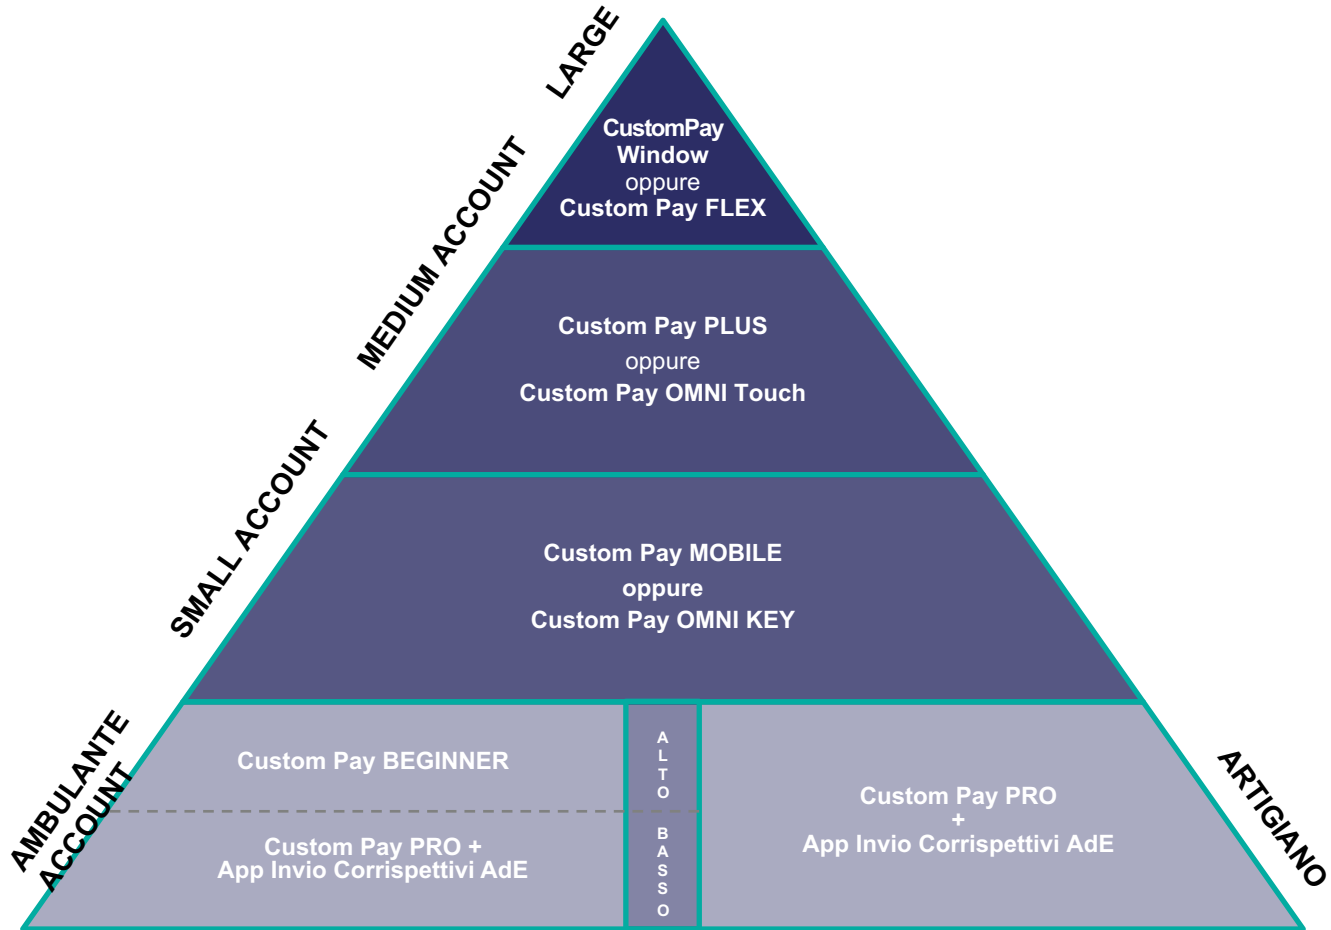 LARGE
CustomPay
Window
oppure
Custom Pay FLEX
MEDIUM ACCOUNT
Custom Pay PLUS
oppure
Custom Pay OMNI Touch
SMALL ACCOUNT
Custom Pay MOBILE
oppure
Custom Pay OMNI KEY
AMBULANTE
ACCOUNT
Custom Pay BEGINNER
ALTO
Custom Pay PRO +
App Invio Corrispettivi AdE
BASSO
Custom Pay PRO
+
App Invio Corrispettivi AdE
ARTIGIANO